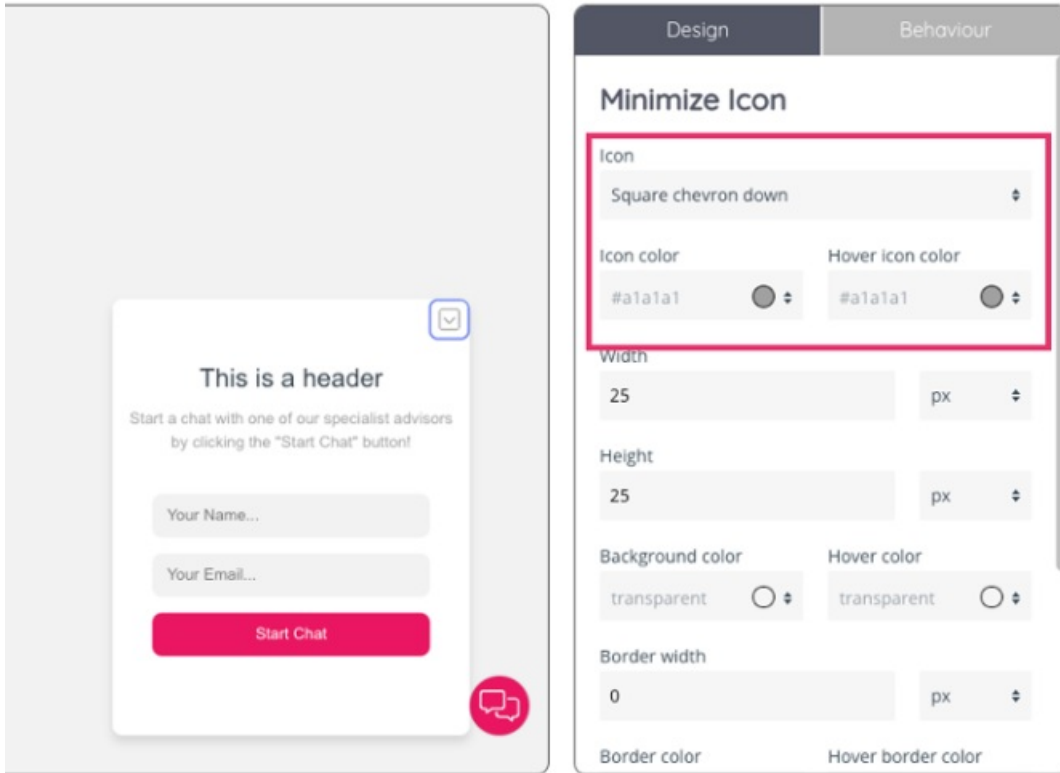 This is a header
Start a chat with one of our specialist advisors
by clicking the "Start Chat" button!
Your Name...
Your Email...
Start Chat
Design Behaviour
Minimize Icon
Icon
Square chevron down
Icon color Hover icon color
#a1a1a1 #a1a1a1
Width
25 px
Height
25 px
Background color Hover color
transparent transparent
Border width
0 px
Border color Hover border color